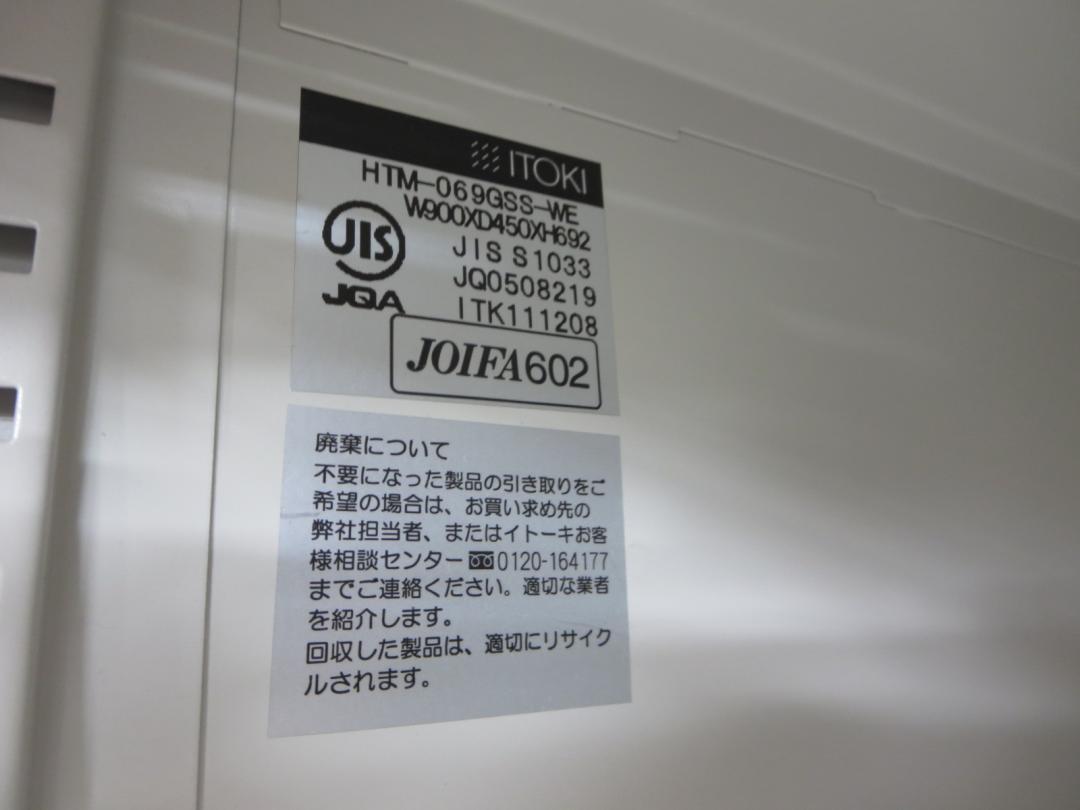 ITOKI
HTM-069GSS-WE
W900XD450XH692
JIS
JIS S1033
JQ0508219
JQA
ITK111208
JOIFA602
廃棄について
不要になった製品の引き取りをご
希望の場合は、お買い求め先の
弊社担当者、またはイトーキお客
様相談センター0120-164177
までご連絡ください。適切な業者
を紹介します。
回収した製品は、適切にリサイク
ルされます。